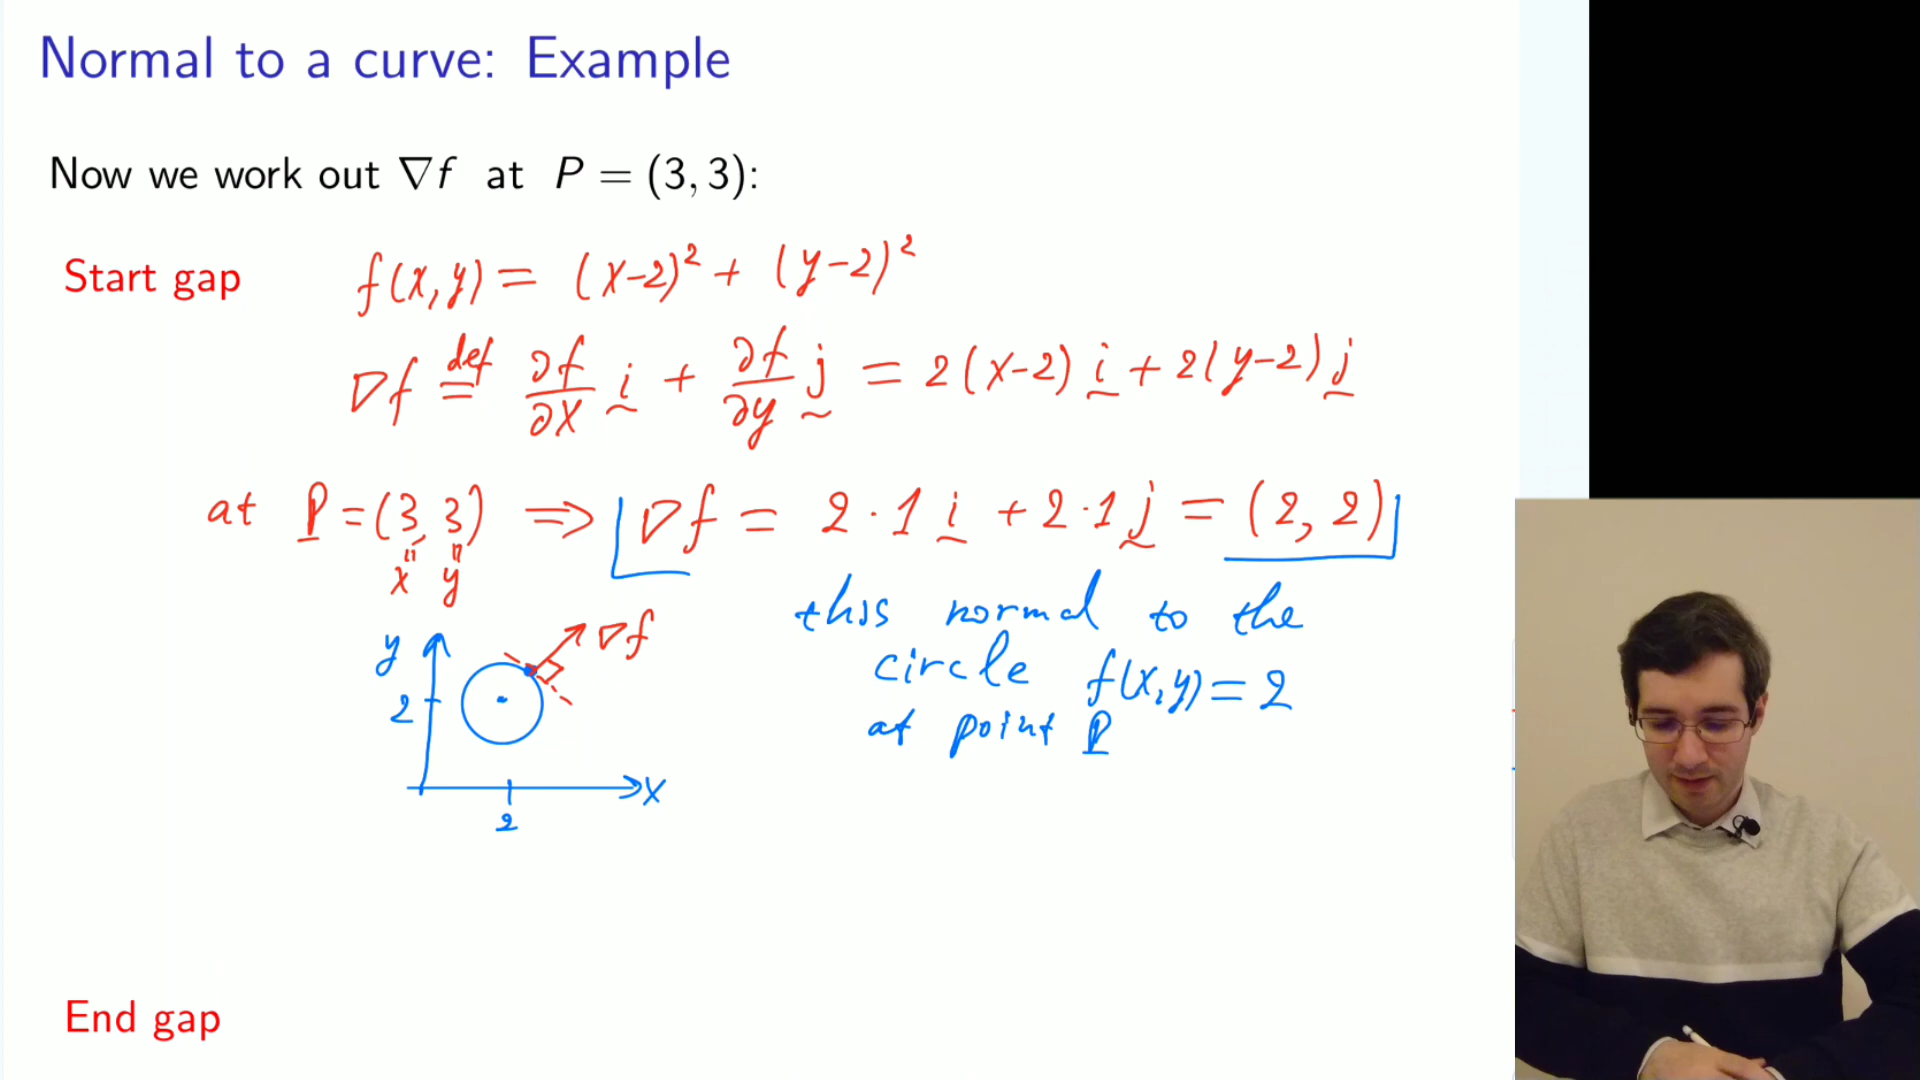 Normal to a curve: Example
Now we work out ∇f at P = (3, 3):
Start gap
f(x,y) = (x-2)² + (y-2)²
∇f def= ∂f/∂x i + ∂f/∂y j = 2(x-2) i + 2(y-2) j
at P = (3, 3) ⇒ ∇f = 2·1 i + 2·1 j = (2, 2)
" "
x y
this normal to the
circle f(x,y) = 2
at point P
y
∇f
2
x
2
End gap